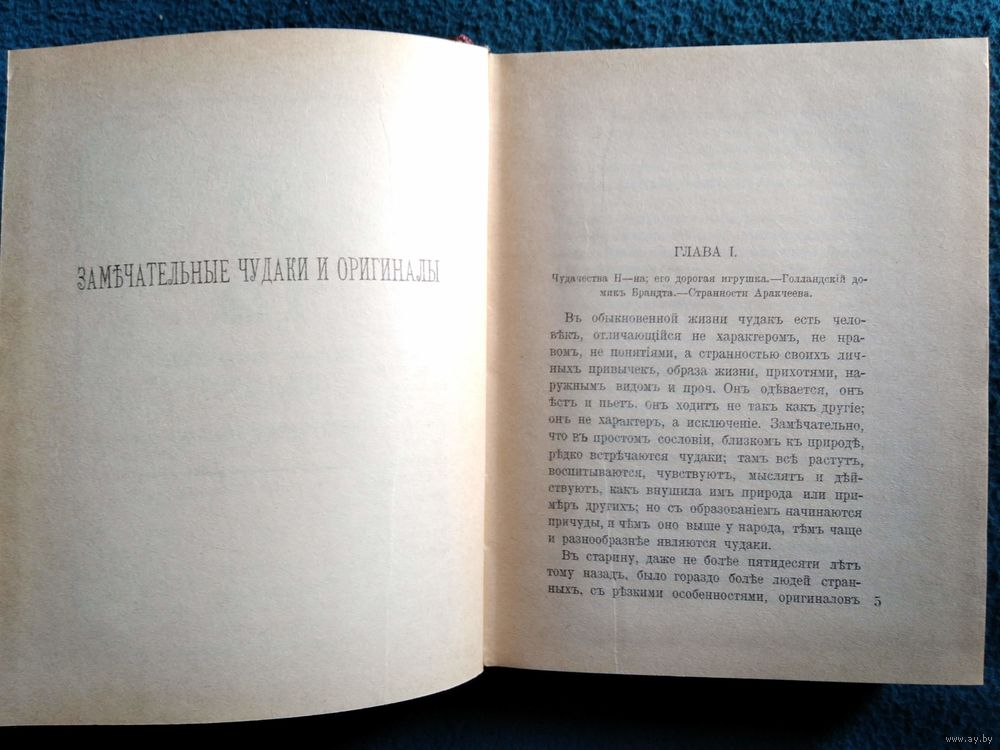 ЗАМѢЧАТЕЛЬНЫЕ ЧУДАКИ И ОРИГИНАЛЫ
ГЛАВА I.
Чудачества Н—на; его дорогая игрушка.—Голландскій до-
микъ Брандта.—Странности Аракчеева.
Въ обыкновенной жизни чудакъ есть чело-
вѣкъ, отличающійся не характеромъ, не нра-
вомъ, не понятіями, а странностью своихъ лич-
ныхъ привычекъ, образа жизни, прихотями, на-
ружнымъ видомъ и проч. Онъ одѣвается, онъ
ѣстъ и пьетъ, онъ ходитъ не такъ какъ другіе;
онъ не характеръ, а исключеніе. Замѣчательно,
что въ простомъ сословіи, близкомъ къ природѣ,
рѣдко встрѣчаются чудаки; тамъ всѣ растутъ,
воспитываются, чувствуютъ, мыслятъ и дѣй-
ствуютъ, какъ внушила имъ природа или при-
мѣръ другихъ; но съ образованіемъ начинаются
причуды, и чѣмъ оно выше у народа, тѣмъ чаще
и разнообразнѣе являются чудаки.
Въ старину, даже не болѣе пятидесяти лѣтъ
тому назадъ, было гораздо болѣе людей стран-
ныхъ, съ рѣзкими особенностями, оригиналовъ
5
www.ay.by